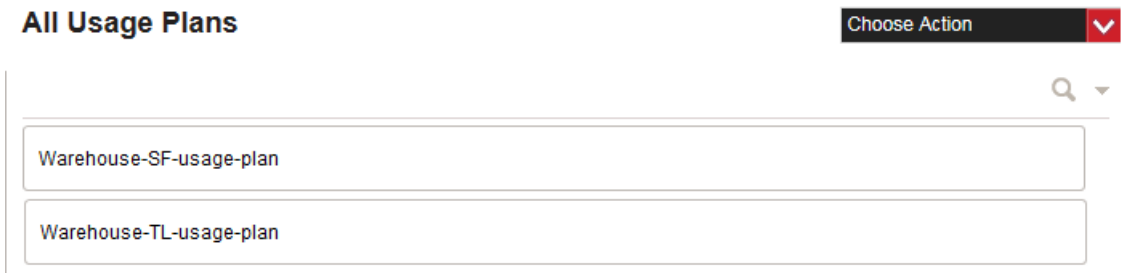 All Usage Plans
Choose Action
Warehouse-SF-usage-plan
Warehouse-TL-usage-plan